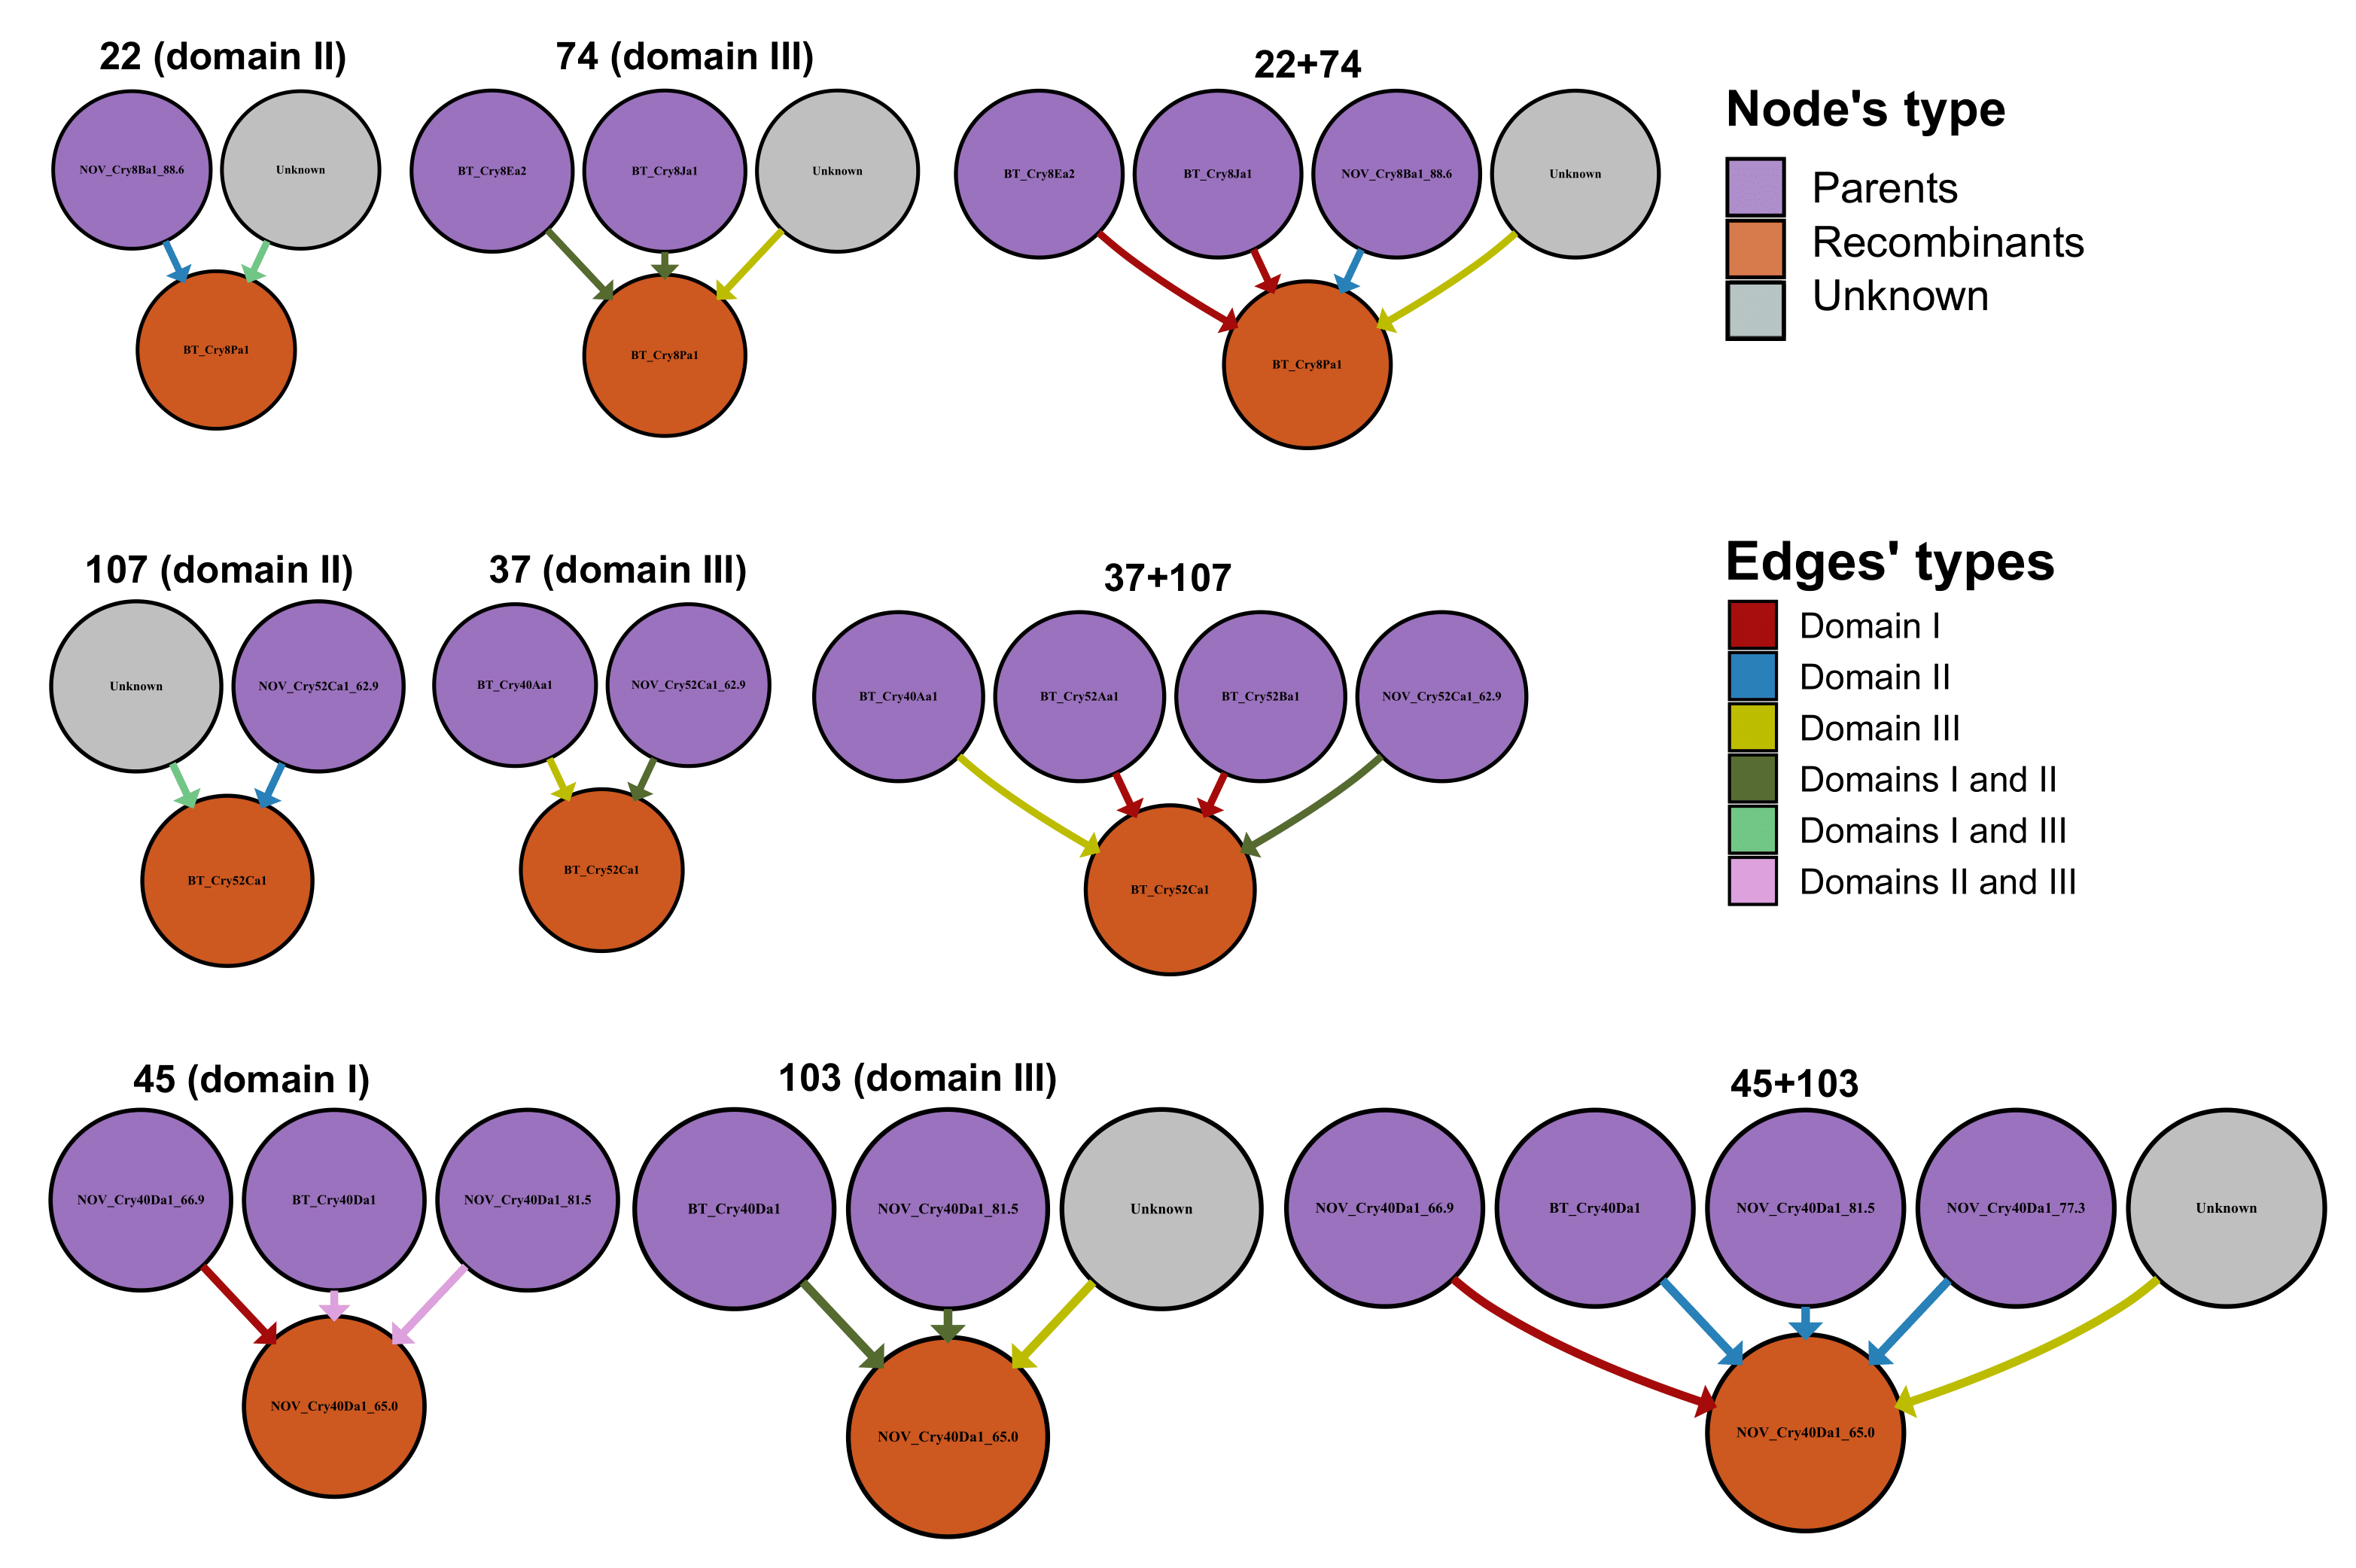 22 (domain II)
NOV_Cry8Ba1_88.6
Unknown
BT_Cry8Pa1
74 (domain III)
BT_Cry8Ea2
BT_Cry8Ja1
Unknown
BT_Cry8Pa1
22+74
BT_Cry8Ea2
BT_Cry8Ja1
NOV_Cry8Ba1_88.6
Unknown
BT_Cry8Pa1
Node's type
Parents
Recombinants
Unknown
107 (domain II)
Unknown
NOV_Cry52Ca1_62.9
BT_Cry52Ca1
37 (domain III)
BT_Cry40Aa1
NOV_Cry52Ca1_62.9
BT_Cry52Ca1
37+107
BT_Cry40Aa1
BT_Cry52Aa1
BT_Cry52Ba1
NOV_Cry52Ca1_62.9
BT_Cry52Ca1
Edges' types
Domain I
Domain II
Domain III
Domains I and II
Domains I and III
Domains II and III
45 (domain I)
NOV_Cry40Da1_66.9
BT_Cry40Da1
NOV_Cry40Da1_81.5
NOV_Cry40Da1_65.0
103 (domain III)
BT_Cry40Da1
NOV_Cry40Da1_81.5
Unknown
NOV_Cry40Da1_65.0
45+103
NOV_Cry40Da1_66.9
BT_Cry40Da1
NOV_Cry40Da1_81.5
NOV_Cry40Da1_77.3
Unknown
NOV_Cry40Da1_65.0